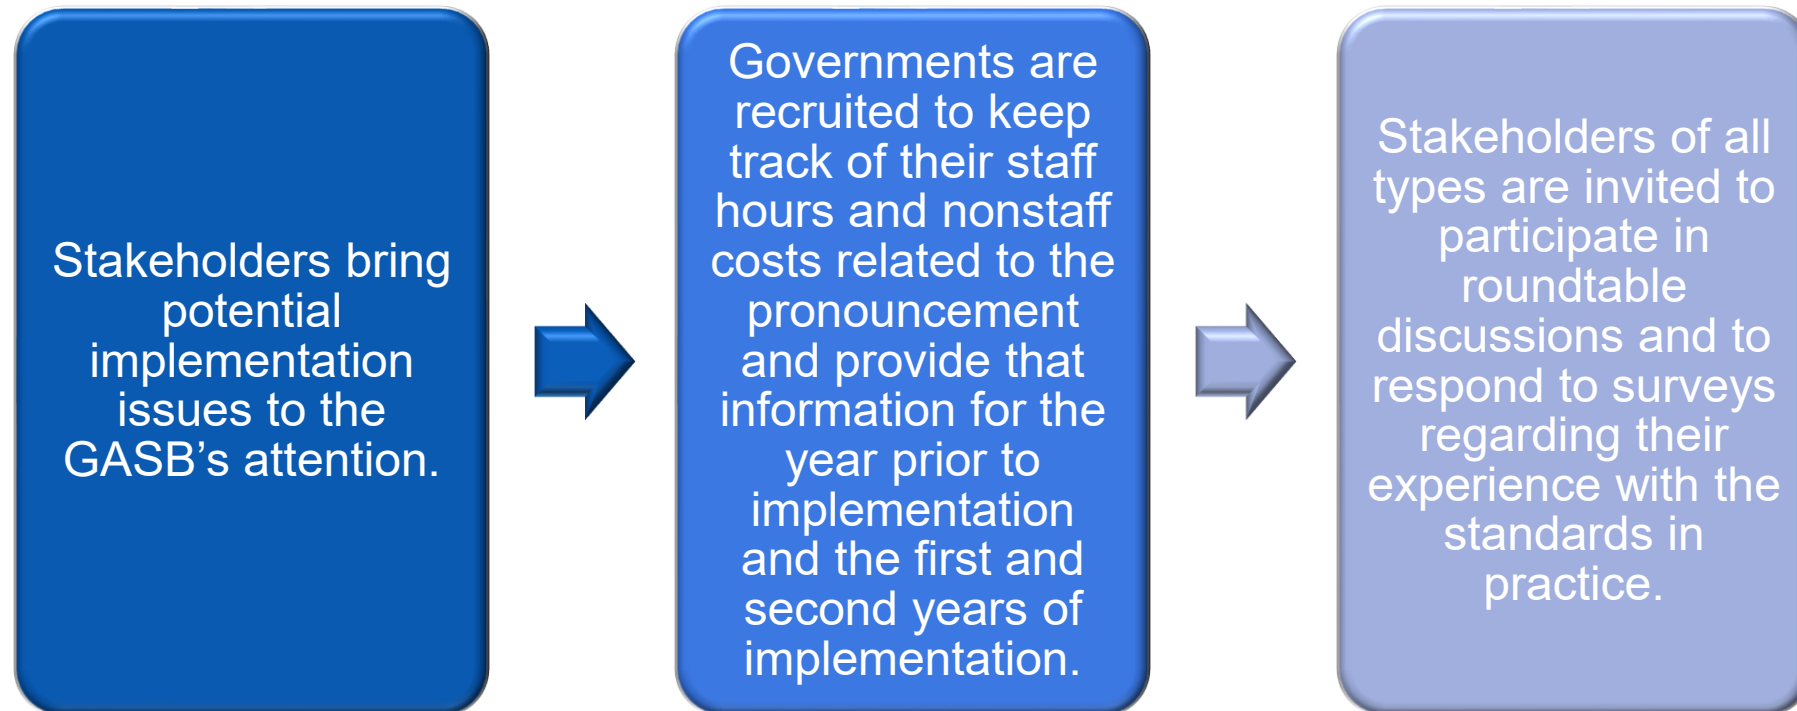 Stakeholders bring
potential
implementation
issues to the
GASB’s attention.
Governments are
recruited to keep
track of their staff
hours and nonstaff
costs related to the
pronouncement
and provide that
information for the
year prior to
implementation
and the first and
second years of
implementation.
Stakeholders of all
types are invited to
participate in
roundtable
discussions and to
respond to surveys
regarding their
experience with the
standards in
practice.